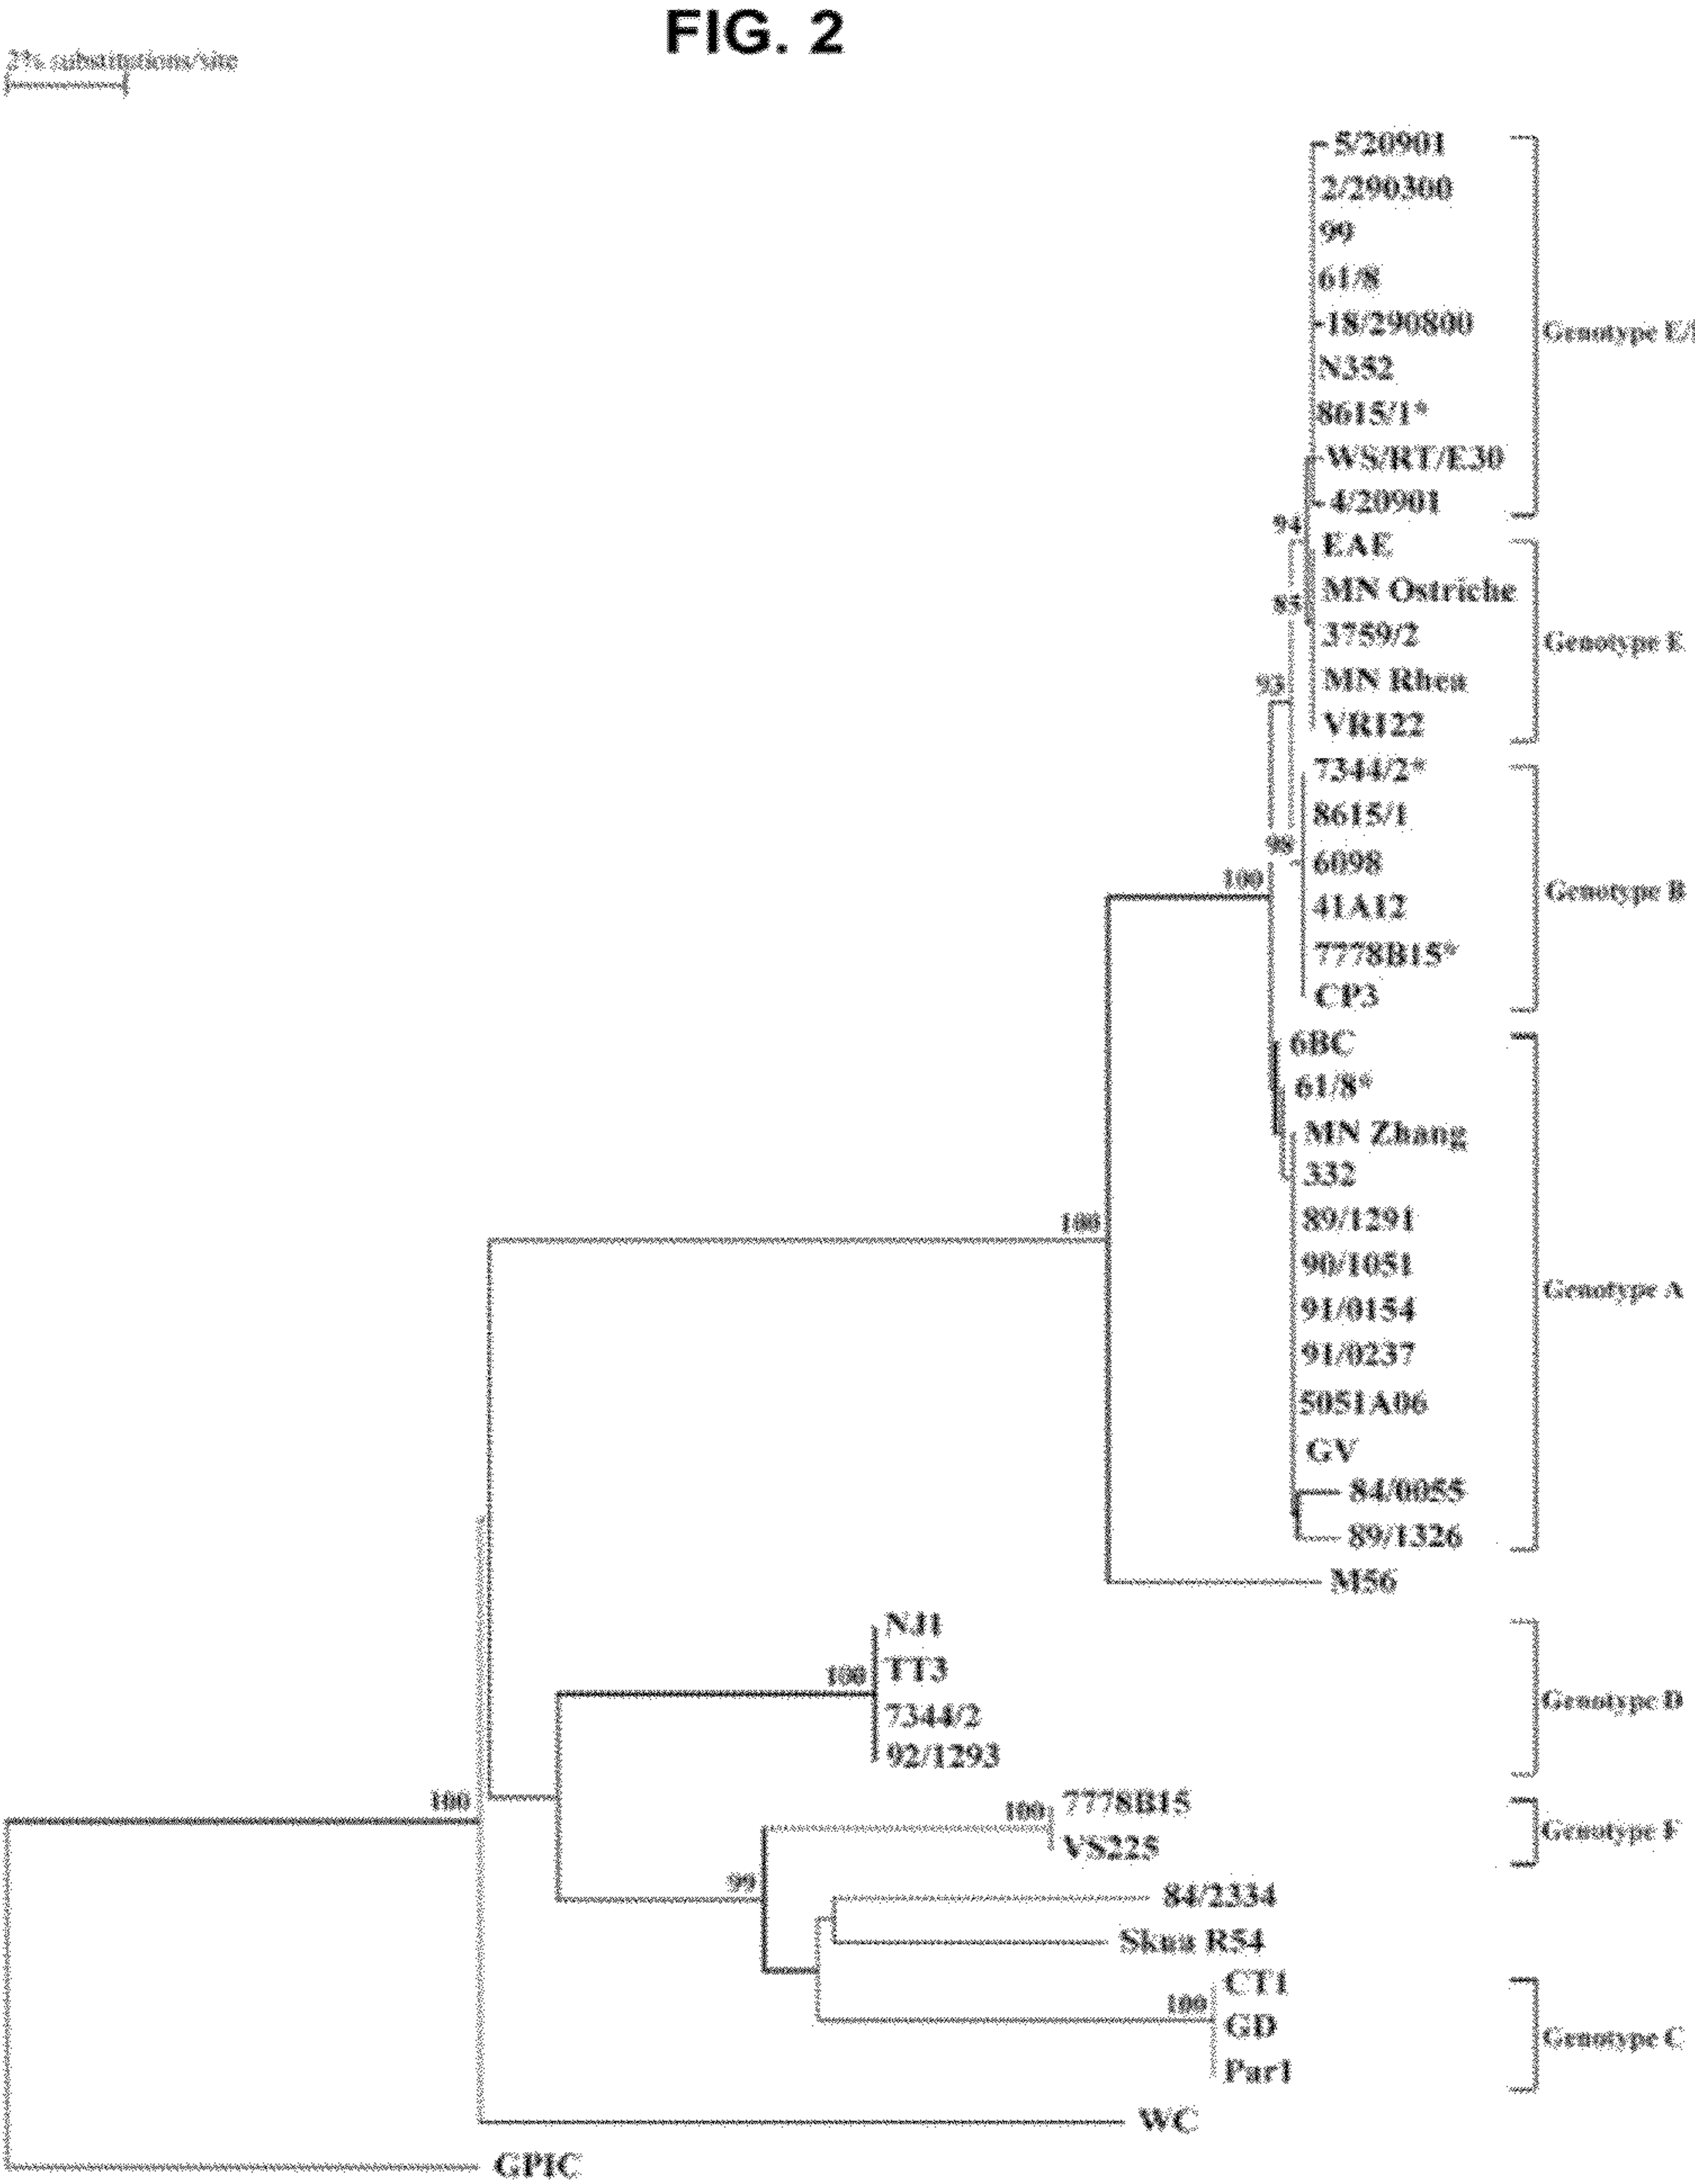 FIG. 2
2% substitutions/site
5/20901
2/290300
99
61/8
18/290800
Genotype E/
N352
8615/1*
WS/RT/E30
4/20901
94
EAE
MN Ostriche
85
3759/2
Genotype E
MN Rhea
93
VR122
7344/2*
8615/1
99
6098
100
Genotype B
41A12
7778B15*
CP3
6BC
61/8*
MN Zhang
332
89/1291
100
90/1051
Genotype A
91/0154
91/0237
5051A06
GV
84/0055
89/1326
M56
NJ1
TT3
100
Genotype D
7344/2
92/1293
100
7778B15
100
Genotype F
VS225
99
84/2334
Skua R54
CT1
100
GD
Genotype C
Par1
WC
GPIC